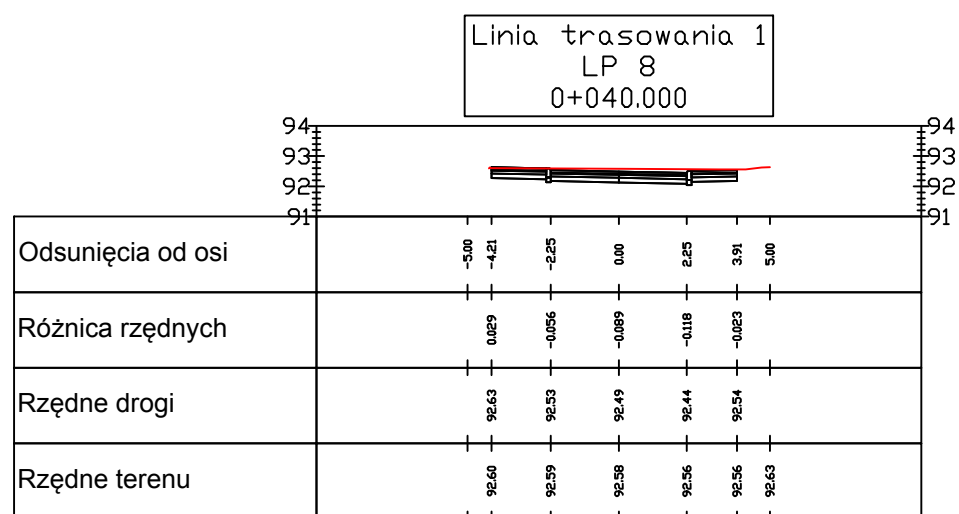 Linia trasowania 1
LP 8
0+040.000
94 94
93 93
92 92
91 91
Odsunięcia od osi -5.00 -4.21 -2.25 0.00 2.25 3.91 5.00
Różnica rzędnych 0.029 -0.056 -0.089 -0.118 -0.023
Rzędne drogi 92.63 92.53 92.49 92.44 92.54
Rzędne terenu 92.60 92.59 92.58 92.56 92.56 92.63